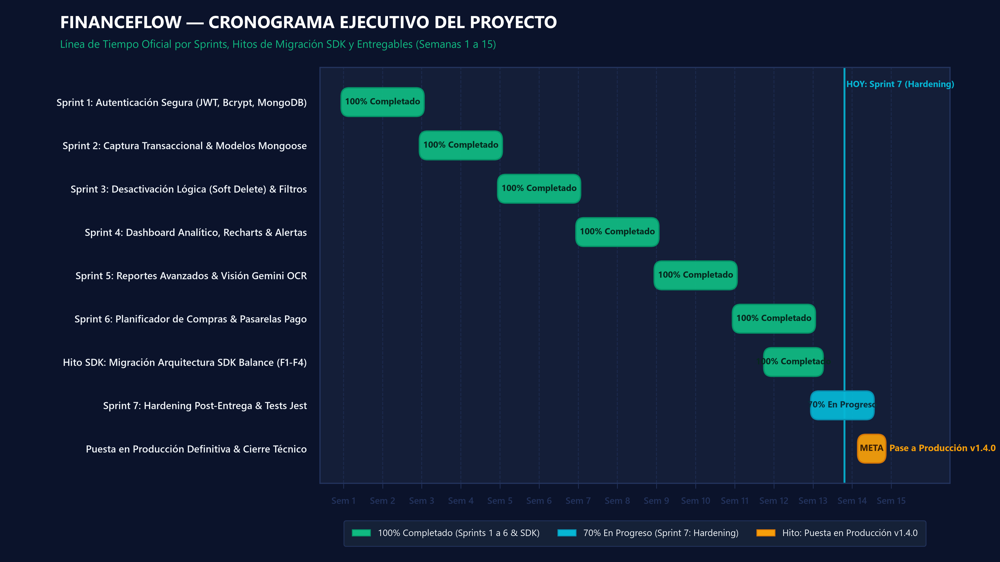 FINANCEFLOW — CRONOGRAMA EJECUTIVO DEL PROYECTO
Línea de Tiempo Oficial por Sprints, Hitos de Migración SDK y Entregables (Semanas 1 a 15)
HOY: Sprint 7 (Hardening)
Sprint 1: Autenticación Segura (JWT, Bcrypt, MongoDB)
100% Completado
Sprint 2: Captura Transaccional & Modelos Mongoose
100% Completado
Sprint 3: Desactivación Lógica (Soft Delete) & Filtros
100% Completado
Sprint 4: Dashboard Analítico, Recharts & Alertas
100% Completado
Sprint 5: Reportes Avanzados & Visión Gemini OCR
100% Completado
Sprint 6: Planificador de Compras & Pasarelas Pago
100% Completado
Hito SDK: Migración Arquitectura SDK Balance (F1-F4)
100% Completado
Sprint 7: Hardening Post-Entrega & Tests Jest
70% En Progreso
Puesta en Producción Definitiva & Cierre Técnico
META Pase a Producción v1.4.0
Sem 1 Sem 2 Sem 3 Sem 4 Sem 5 Sem 6 Sem 7 Sem 8 Sem 9 Sem 10 Sem 11 Sem 12 Sem 13 Sem 14 Sem 15
100% Completado (Sprints 1 a 6 & SDK) 70% En Progreso (Sprint 7: Hardening) Hito: Puesta en Producción v1.4.0